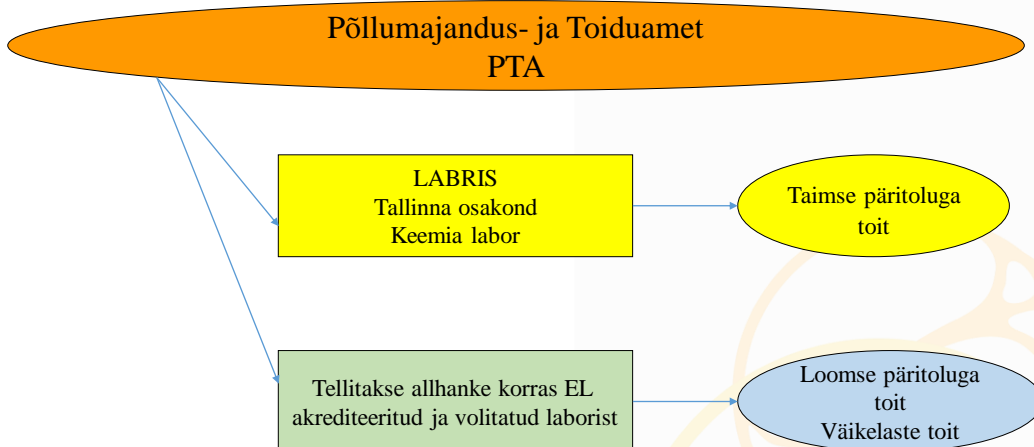 Põllumajandus- ja Toiduamet
PTA
LABRIS
Tallinna osakond
Keemia labor
Taimse päritoluga
toit
Tellitakse allhanke korras EL
akrediteeritud ja volitatud laborist
Loomse päritoluga
toit
Väikelaste toit